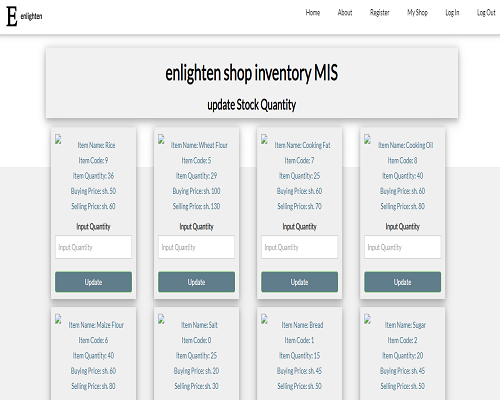 E enlighten
Home About Register My Shop Log In Log Out
enlighten shop inventory MIS
update Stock Quantity
Item Name: Rice
Item Code: 9
Item Quantity: 36
Buying Price: sh. 50
Selling Price: sh. 60
Input Quantity
Input Quantity
Update
Item Name: Wheat Flour
Item Code: 5
Item Quantity: 29
Buying Price: sh. 100
Selling Price: sh. 130
Input Quantity
Input Quantity
Update
Item Name: Cooking Fat
Item Code: 7
Item Quantity: 25
Buying Price: sh. 60
Selling Price: sh. 70
Input Quantity
Input Quantity
Update
Item Name: Cooking Oil
Item Code: 8
Item Quantity: 40
Buying Price: sh. 60
Selling Price: sh. 80
Input Quantity
Input Quantity
Update
Item Name: Maize Flour
Item Code: 6
Item Quantity: 40
Buying Price: sh. 60
Selling Price: sh. 80
Item Name: Salt
Item Code: 0
Item Quantity: 25
Buying Price: sh. 20
Selling Price: sh. 30
Item Name: Bread
Item Code: 1
Item Quantity: 15
Buying Price: sh. 45
Selling Price: sh. 50
Item Name: Sugar
Item Code: 2
Item Quantity: 20
Buying Price: sh. 45
Selling Price: sh. 50